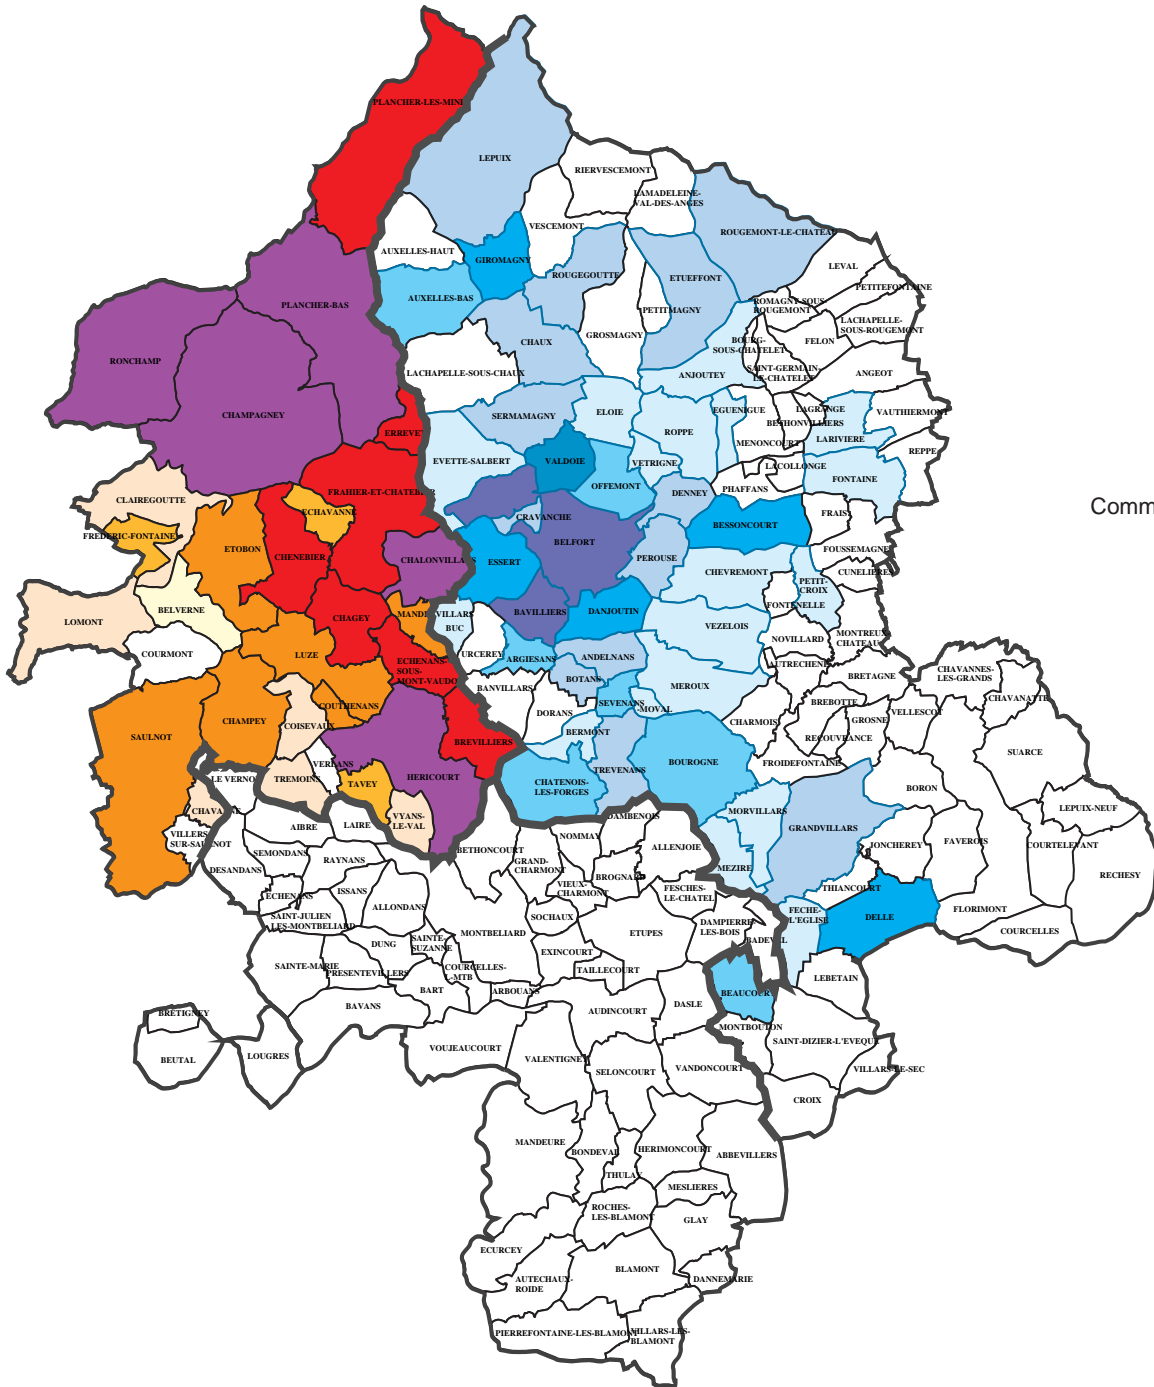 PLANCHER-LES-MINE
LEPUIX
RIERVESCEMONT
LAMADELEINE-
VAL-DES-ANGES
VESCEMONT
ROUGEMONT-LE-CHATEAU
AUXELLES-HAUT
GIROMAGNY
ROUGEGOUTTE
ETUEFFONT
LEVAL
PETITEFONTAINE
AUXELLES-BAS
PLANCHER-BAS
PETITMAGNY
ROMAGNY-SOUS-
ROUGEMONT
LACHAPELLE-
SOUS-ROUGEMONT
GROSMAGNY
CHAUX
BOURG-
SOUS-CHATELET
FELON
RONCHAMP
LACHAPELLE-SOUS-CHAUX
ANJOUTEY
SAINT-GERMAIN-
LE-CHATELET
ANGEOT
CHAMPAGNEY
SERMAMAGNY
ELOIE
EGUENIGUE
LAGRANGE
VAUTHIERMONT
ERREVET
ROPPE
BETHONVILLIERS
MENONCOURT
LARIVIERE
REPPE
EVETTE-SALBERT
VALDOIE
VETRIGNE
LACOLLONGE
FONTAINE
CLAIREGOUTTE
FRAHIER-ET-CHATEBIER
OFFEMONT
DENNEY
PHAFFANS
ECHAVANNE
CRAVANCHE
FRAIS
Comm
FREDERIC-FONTAINE
ETOBON
CHENEBIER
CHALONVILLARS
ESSERT
BELFORT
PEROUSE
BESSONCOURT
FOUSSEMAGNE
CHEVREMONT
CUNELIERES
PETIT-
CROIX
LOMONT
BELVERNE
CHAGEY
MANDE
VILLARS
BUC
BAVILLIERS
DANJOUTIN
FONTENELLE
VEZELOIS
NOVILLARD
MONTREUX
CHATEAU
COURMONT
LUZE
ECHENANS-
SOUS-
MONT-VAUDO
URCEREY
ARGIESANS
ANDELNANS
AUTRECHENE
BRETAGNE
CHAVANNES-
LES-GRANDS
BANVILLARS
BOTANS
MEROUX
CHAVANATTE
COUTHENANS
SEVENANS
-MOVAL
BREBOTTE
SAULNOT
CHAMPEY
COISEVAUX
DORANS
CHARMOIS
GROSNE
VELLESCOT
BREVILLIERS
BERMONT
RECOUVRANCE
SUARCE
LE VERNO
TREMOINS
VERLANS
HERICOURT
CHATENOIS-
LES-FORGES
TREVENANS
BOUROGNE
FROIDEFONTAINE
TAVEY
BORON
CHAVANNE
VYANS-
LE-VAL
MORVILLARS
GRANDVILLARS
LEPUIX-NEUF
VILLERS
SUR-SAULNOT
AIBRE
LAIRE
DAMBENOIS
NOMMAY
ALLENJOIE
JONCHEREY
FAVEROIS
COURTELEVANT
SEMONDANS
BETHONCOURT
DESANDANS
RAYNANS
GRAND-
CHARMONT
BROGNARD
MEZIRE
RECHESY
ECHENANS
ISSANS
VIEUX-
CHARMONT
FESCHES-
LE-CHATEL
THIANCOURT
ALLONDANS
SAINT-JULIEN
LES-MONTBELIARD
SOCHAUX
DAMPIERRE-
LES-BOIS
FECHE-
L'EGLISE
DELLE
FLORIMONT
MONTBELIARD
ETUPES
BADEVEL
COURCELLES
DUNG
SAINTE-
SUZANNE
EXINCOURT
SAINTE-MARIE
PRESENTEVILLERS
COURCELLES-
L-MTB
TAILLECOURT
LEBETAIN
BART
ARBOUANS
BEAUCOURT
BAVANS
AUDINCOURT
DASLE
BRETIGNEY
MONTBOUTON
SAINT-DIZIER-L'EVEQUE
BEUTAL
LOUGRES
VOUJEAUCOURT
VALENTIGNEY
SELONCOURT
VANDONCOURT
VILLARS-LE-SEC
CROIX
MANDEURE
BONDEVAL
HERIMONCOURT
ABBEVILLERS
THULAY
MESLIERES
ROCHES-
LES-BLAMONT
GLAY
ECURCEY
BLAMONT
AUTECHAUX-
ROIDE
DANNEMARIE
PIERREFONTAINE-LES-BLAMONT
VILLARS-LES-
BLAMONT